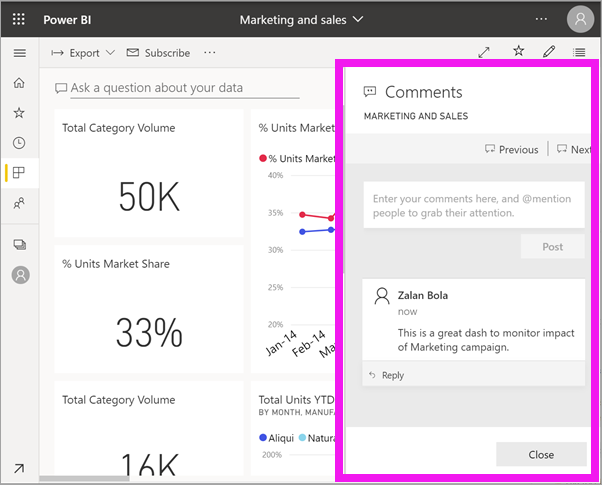 Power BI
Marketing and sales
Export
Subscribe
Ask a question about your data
Total Category Volume
50K
% Units Market Share
33%
Total Category Volume
16K
% Units Market
% Units Market
40%
35%
30%
25%
20%
Jan-14
Feb-14
Ma
Total Units YTD
BY MONTH, MANUFA
Aliqui
Natura
200%
Comments
MARKETING AND SALES
Previous
Next
Enter your comments here, and @mention
people to grab their attention.
Post
Zalan Bola
now
This is a great dash to monitor impact
of Marketing campaign.
Reply
Close